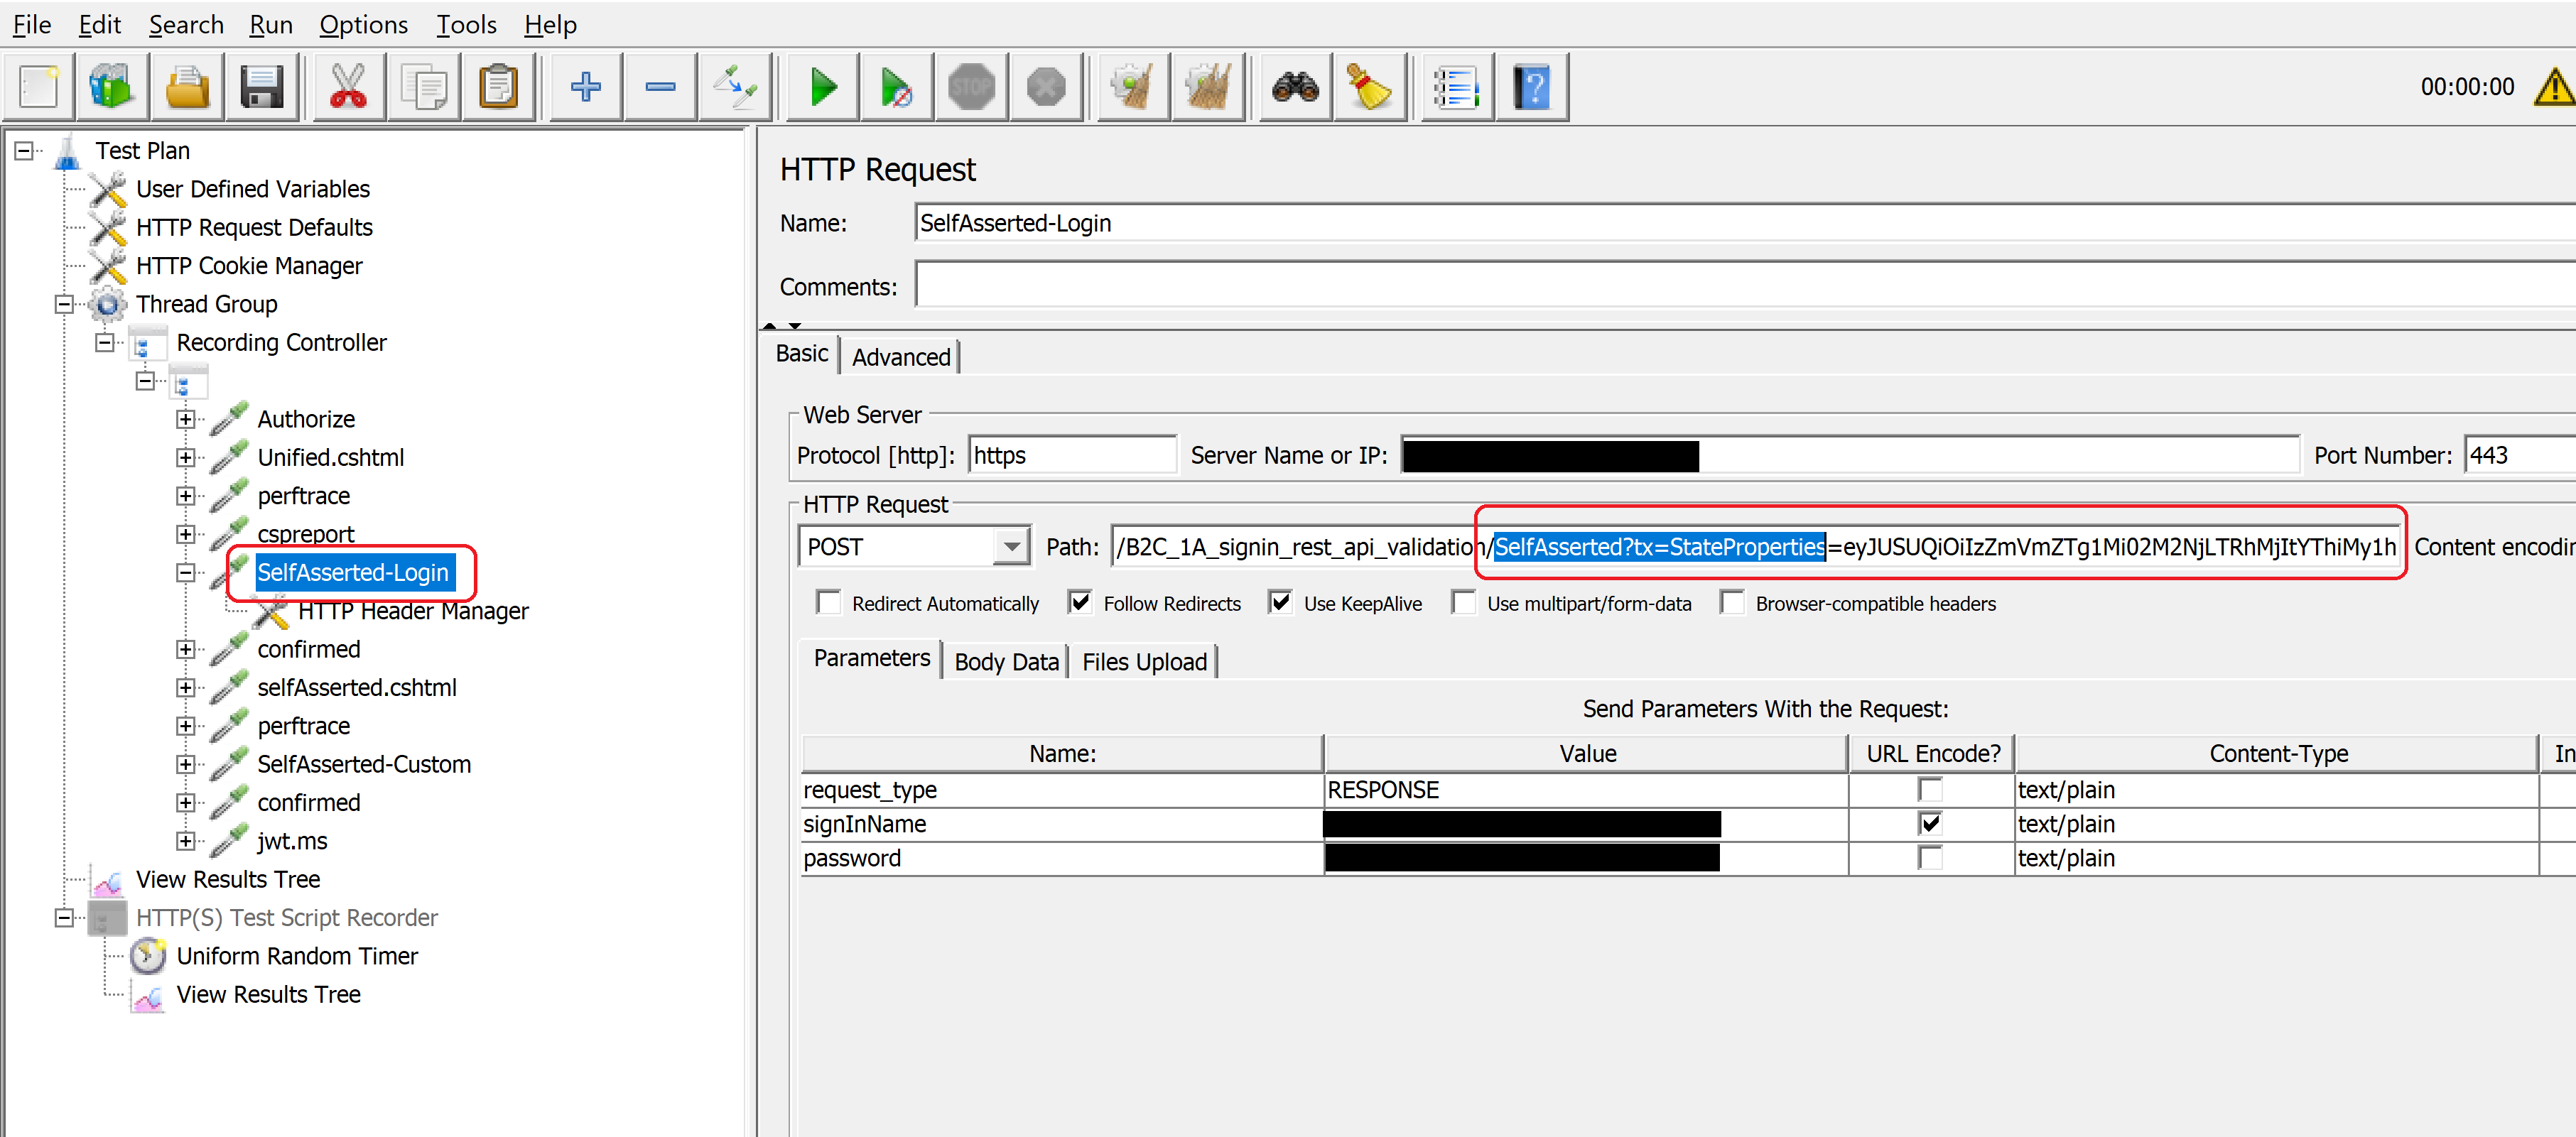 File Edit Search Run Options Tools Help
STOP
00:00:00
Test Plan
User Defined Variables
HTTP Request Defaults
HTTP Cookie Manager
Thread Group
Recording Controller
Authorize
Unified.cshtml
perftrace
cspreport
SelfAsserted-Login
HTTP Header Manager
confirmed
selfAsserted.cshtml
perftrace
SelfAsserted-Custom
confirmed
jwt.ms
View Results Tree
HTTP(S) Test Script Recorder
Uniform Random Timer
View Results Tree
HTTP Request
Name: SelfAsserted-Login
Comments:
Basic Advanced
Web Server
Protocol [http]: https Server Name or IP: Port Number: 443
HTTP Request
POST Path: /B2C_1A_signin_rest_api_validation/SelfAsserted?tx=StateProperties=eyJUSUQiOiIzZmVmZTg1Mi02M2NjLTRhMjItYThiMy1h Content encodin
Redirect Automatically Follow Redirects Use KeepAlive Use multipart/form-data Browser-compatible headers
Parameters Body Data Files Upload
Send Parameters With the Request:
Name: Value URL Encode? Content-Type In
request_type RESPONSE text/plain
signInName text/plain
password text/plain